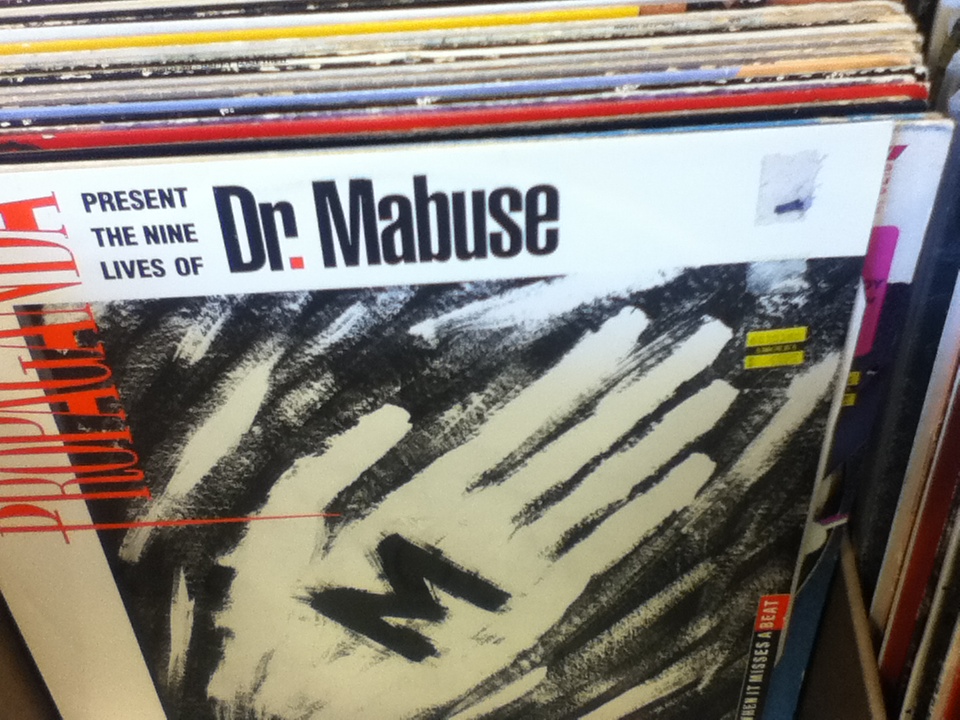 PRESENT
THE NINE
LIVES OF
Dr. Mabuse
PROPAGANDA
M
WHEN IT MISSES A BEAT